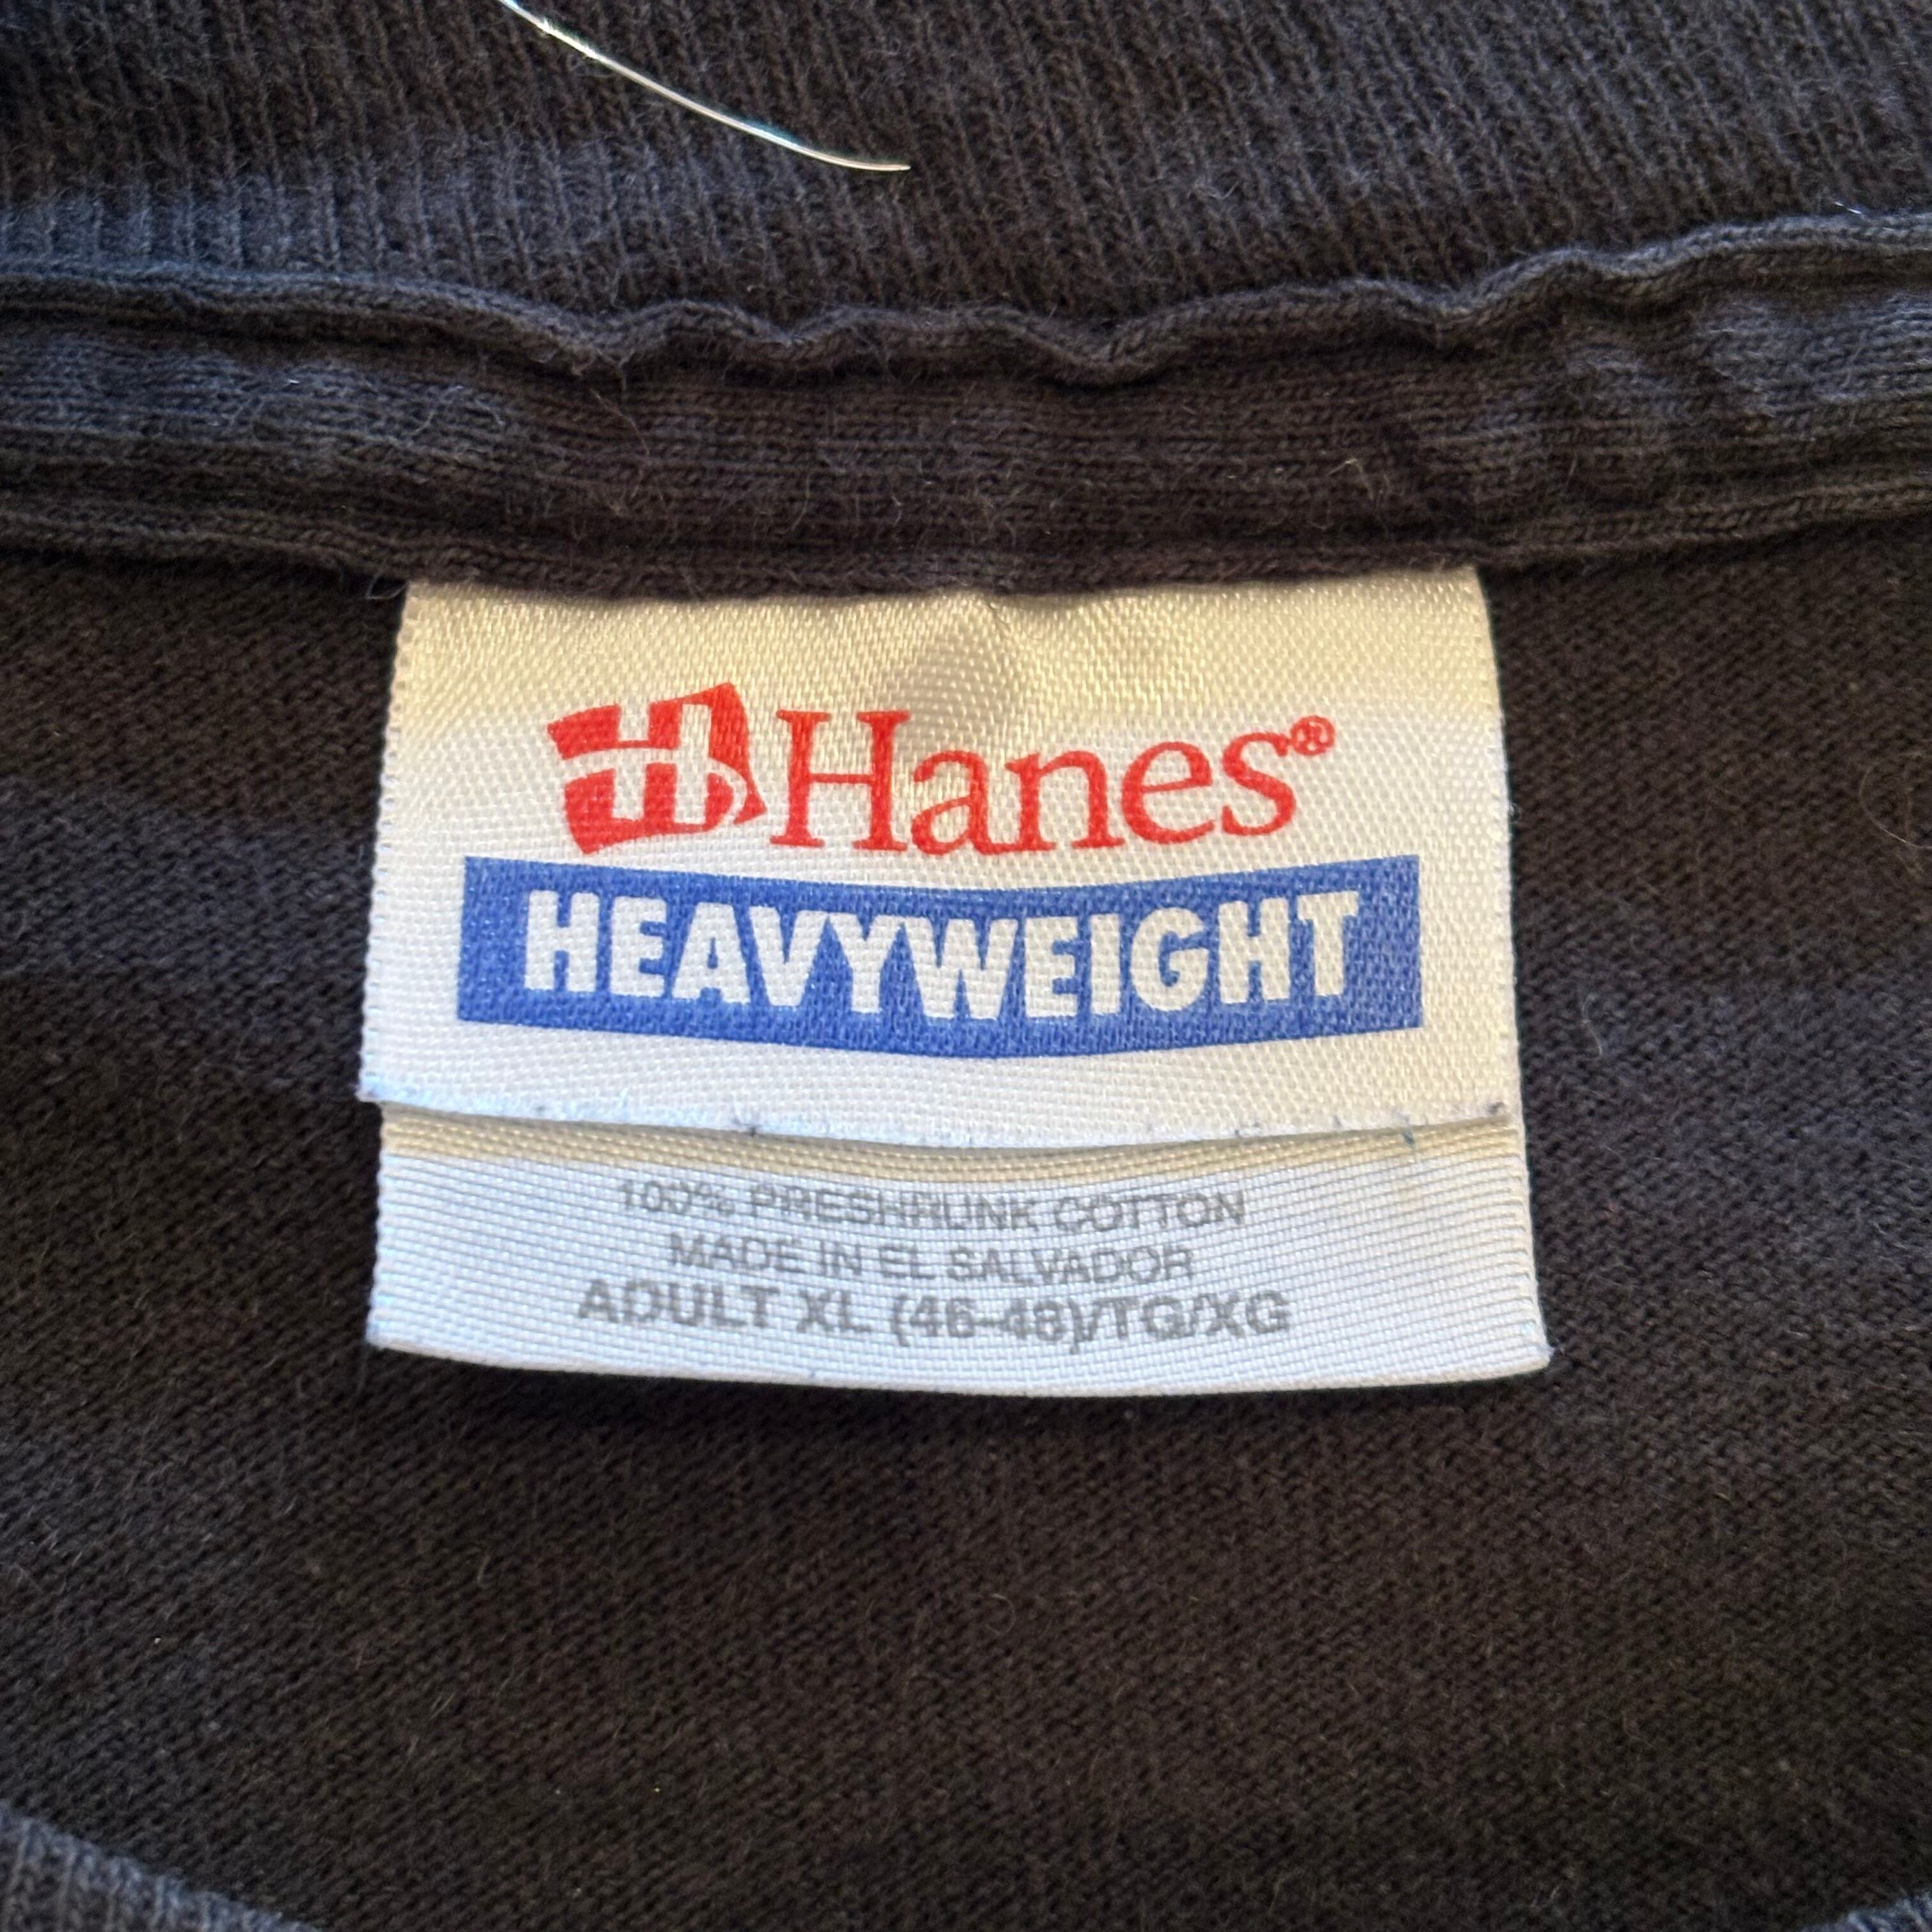 Hanes®
HEAVYWEIGHT
100% PRESHRUNK COTTON
MADE IN EL SALVADOR
ADULT XL (46-48)/TG/XG